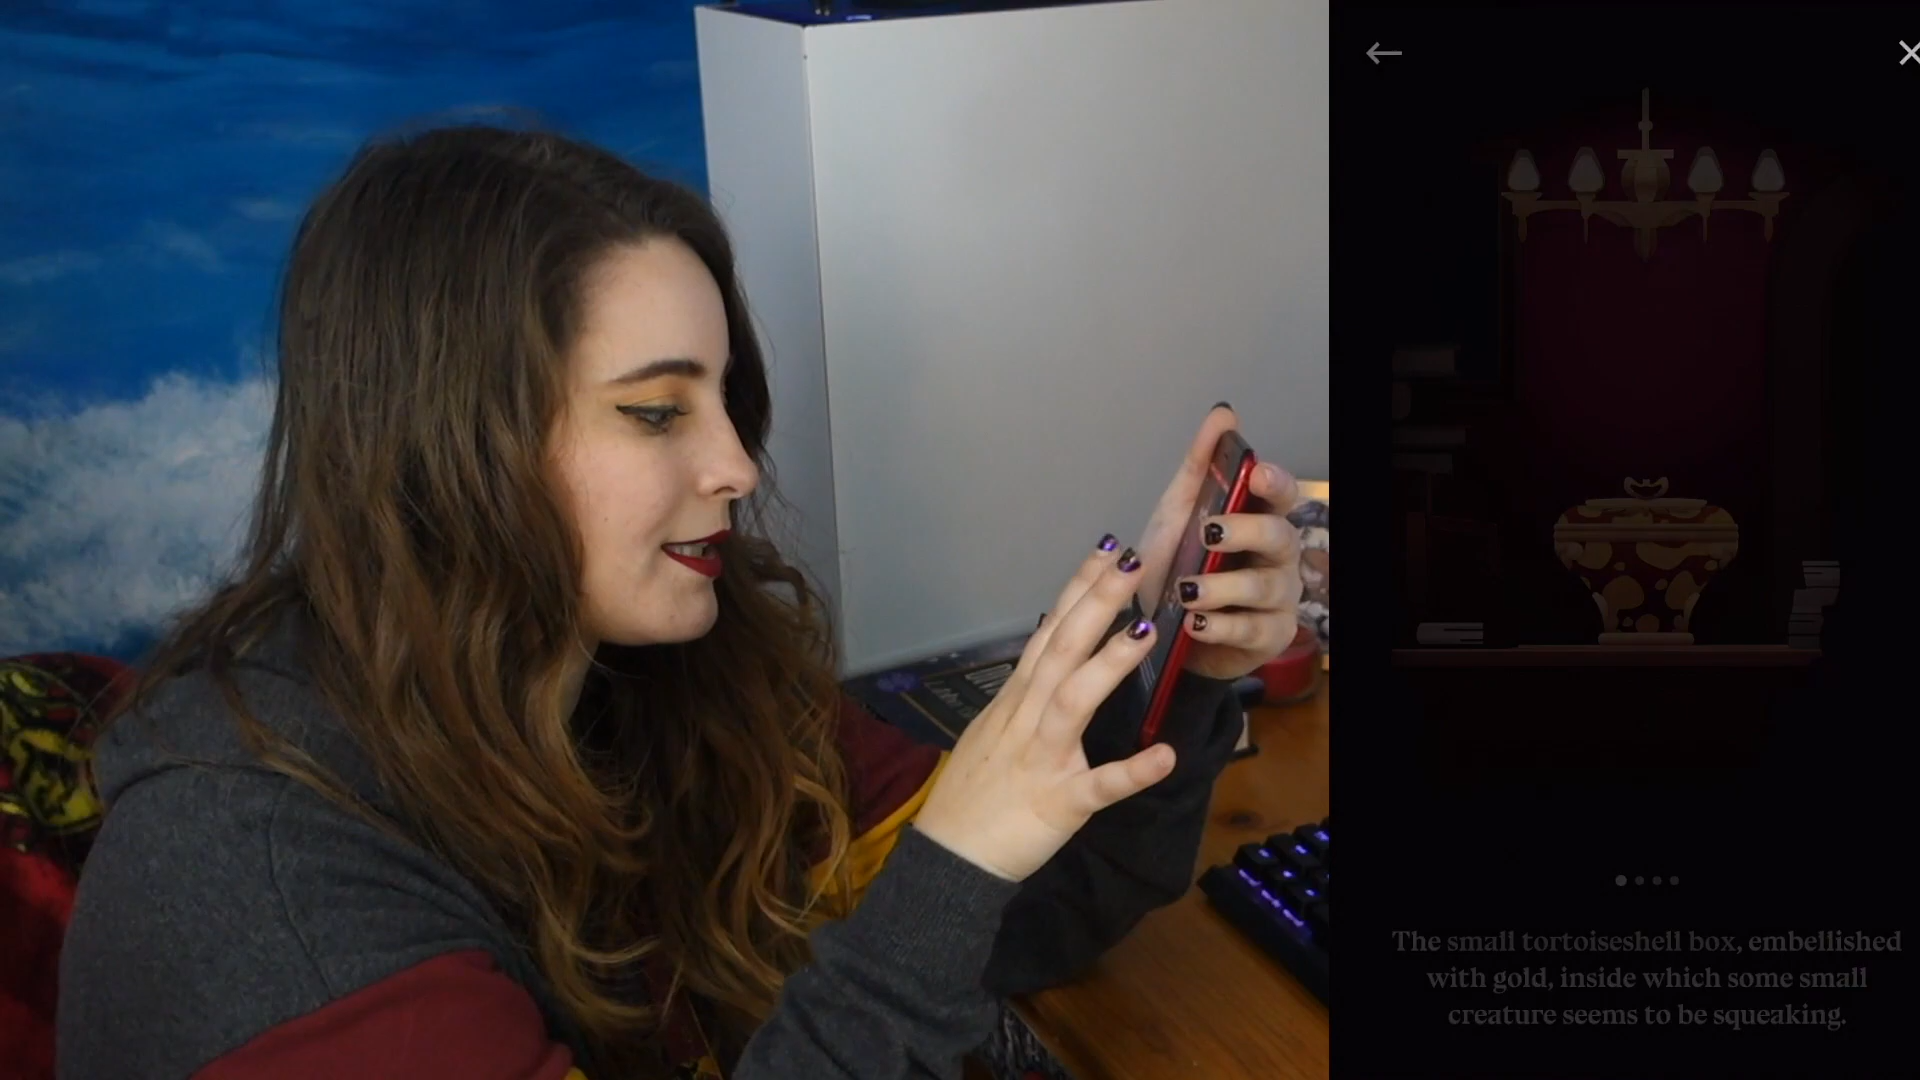 The small tortoiseshell box, embellished
with gold, inside which some small
creature seems to be squeaking.